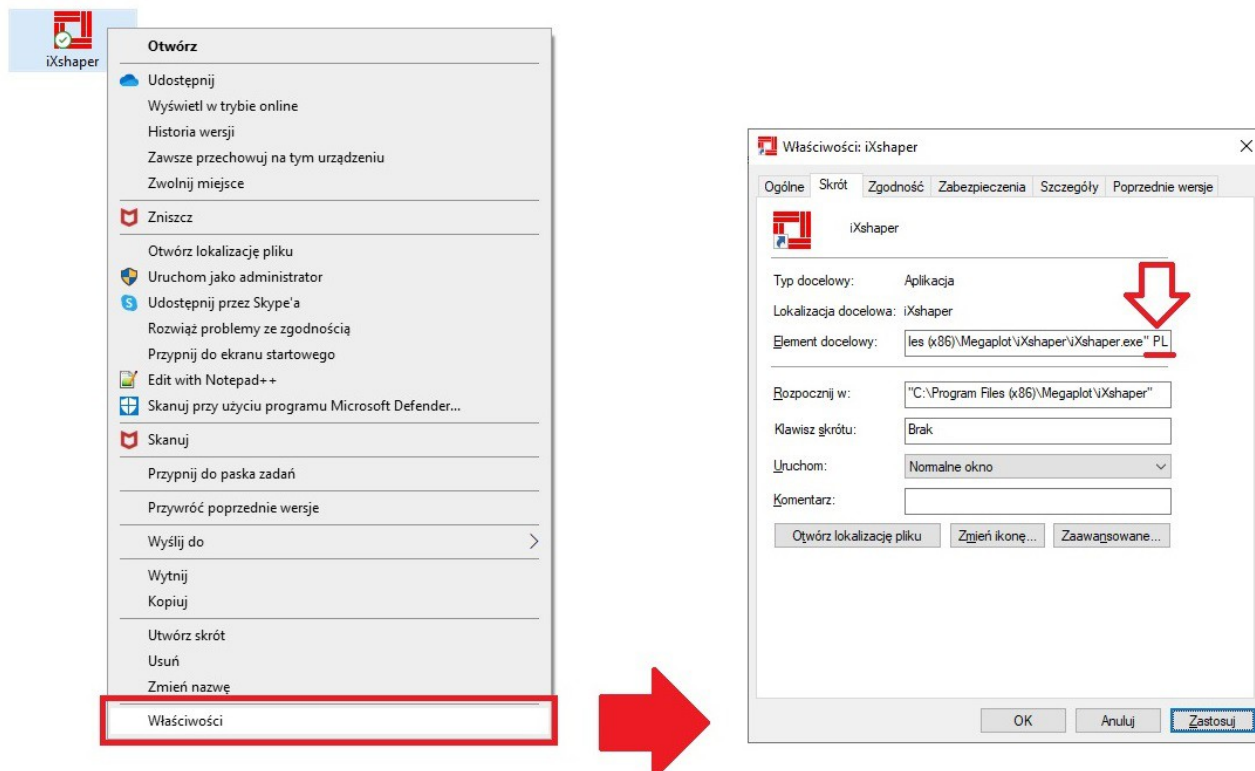 iXshaper
Otwórz
Udostępnij
Wyświetl w trybie online
Historia wersji
Zawsze przechowuj na tym urządzeniu
Zwolnij miejsce
Zniszcz
Otwórz lokalizację pliku
Uruchom jako administrator
Udostępnij przez Skype'a
Rozwiąż problemy ze zgodnością
Przypnij do ekranu startowego
Edit with Notepad++
Skanuj przy użyciu programu Microsoft Defender...
Skanuj
Przypnij do paska zadań
Przywróć poprzednie wersje
Wyślij do
Wytnij
Kopiuj
Utwórz skrót
Usuń
Zmień nazwę
Właściwości
Właściwości: iXshaper
Ogólne Skrót Zgodność Zabezpieczenia Szczegóły Poprzednie wersje
iXshaper
Typ docelowy: Aplikacja
Lokalizacja docelowa: iXshaper
Element docelowy: les (x86)\Megaplot\iXshaper\iXshaper.exe" PL
Rozpocznij w: "C:\Program Files (x86)\Megaplot\iXshaper"
Klawisz skrótu: Brak
Uruchom: Normalne okno
Komentarz:
Otwórz lokalizację pliku Zmień ikonę... Zaawansowane...
OK Anuluj Zastosuj